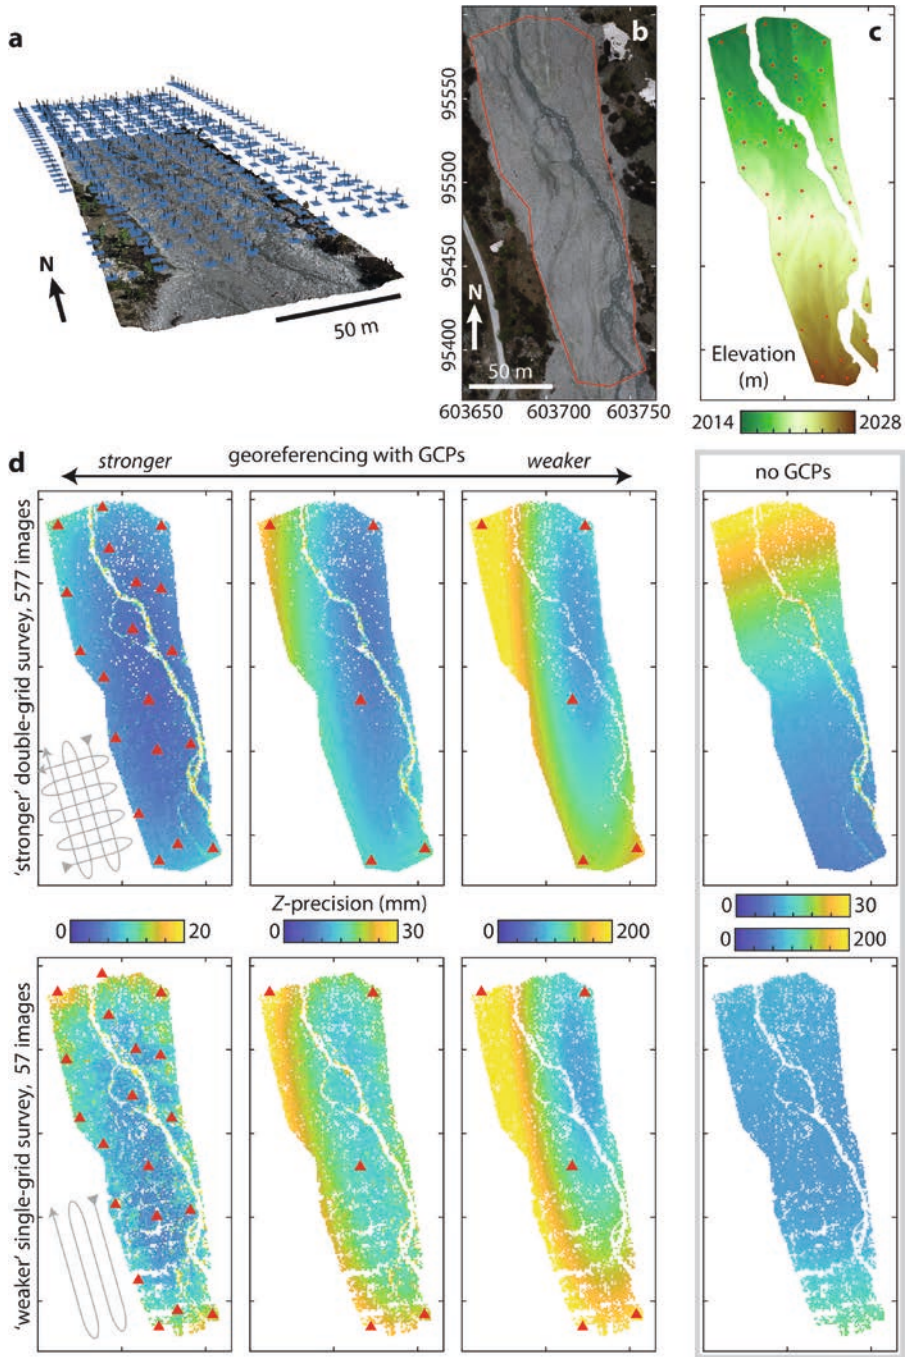 a
N
50 m
b
95550
95500
95450
95400
N
50 m
603650
603700
603750
c
Elevation
(m)
2014
2028
d
stronger
georeferencing with GCPs
weaker
no GCPs
'stronger' double-grid survey, 577 images
Z-precision (mm)
0
20
0
30
0
200
0
30
0
200
'weaker' single-grid survey, 57 images